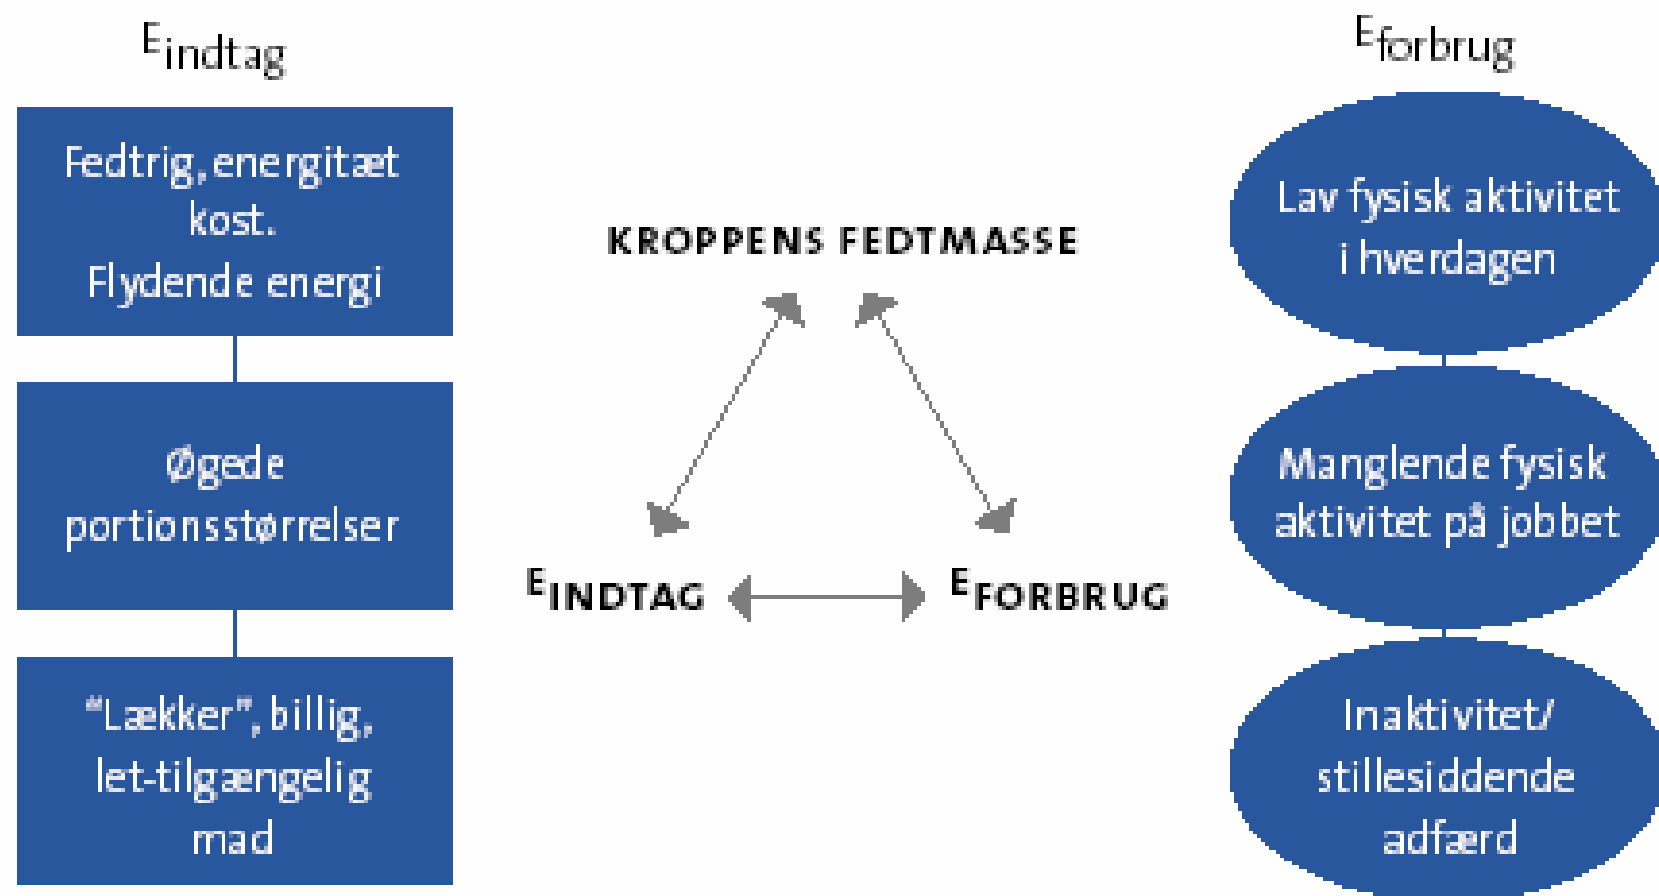 Eindtag
Fedtrig, energitæt
kost.
Flydende energi
Øgede
portionsstørrelser
"Lækker", billig,
let-tilgængelig
mad
KROPPENS FEDTMASSE
EINDTAG
EFORBRUG
Eforbrug
Lav fysisk aktivitet
i hverdagen
Manglende fysisk
aktivitet på jobbet
Inaktivitet/
stillesiddende
adfærd